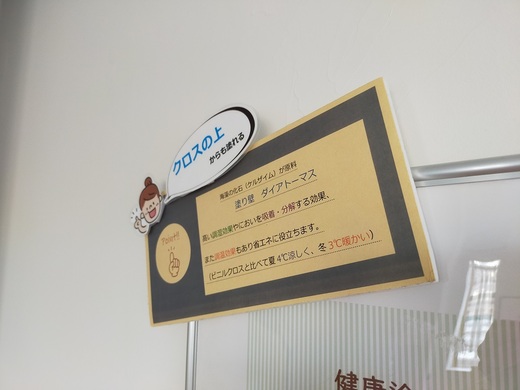 クロスの上
からも塗れる
海藻の化石（ケルザイム）が原料
塗り壁　ダイアトーマス
Point!!
高い調湿効果やにおいを吸着・分解する効果、
また調温効果もあり省エネに役立ちます。
（ビニルクロスと比べて夏4℃涼しく、冬3℃暖かい）
健康